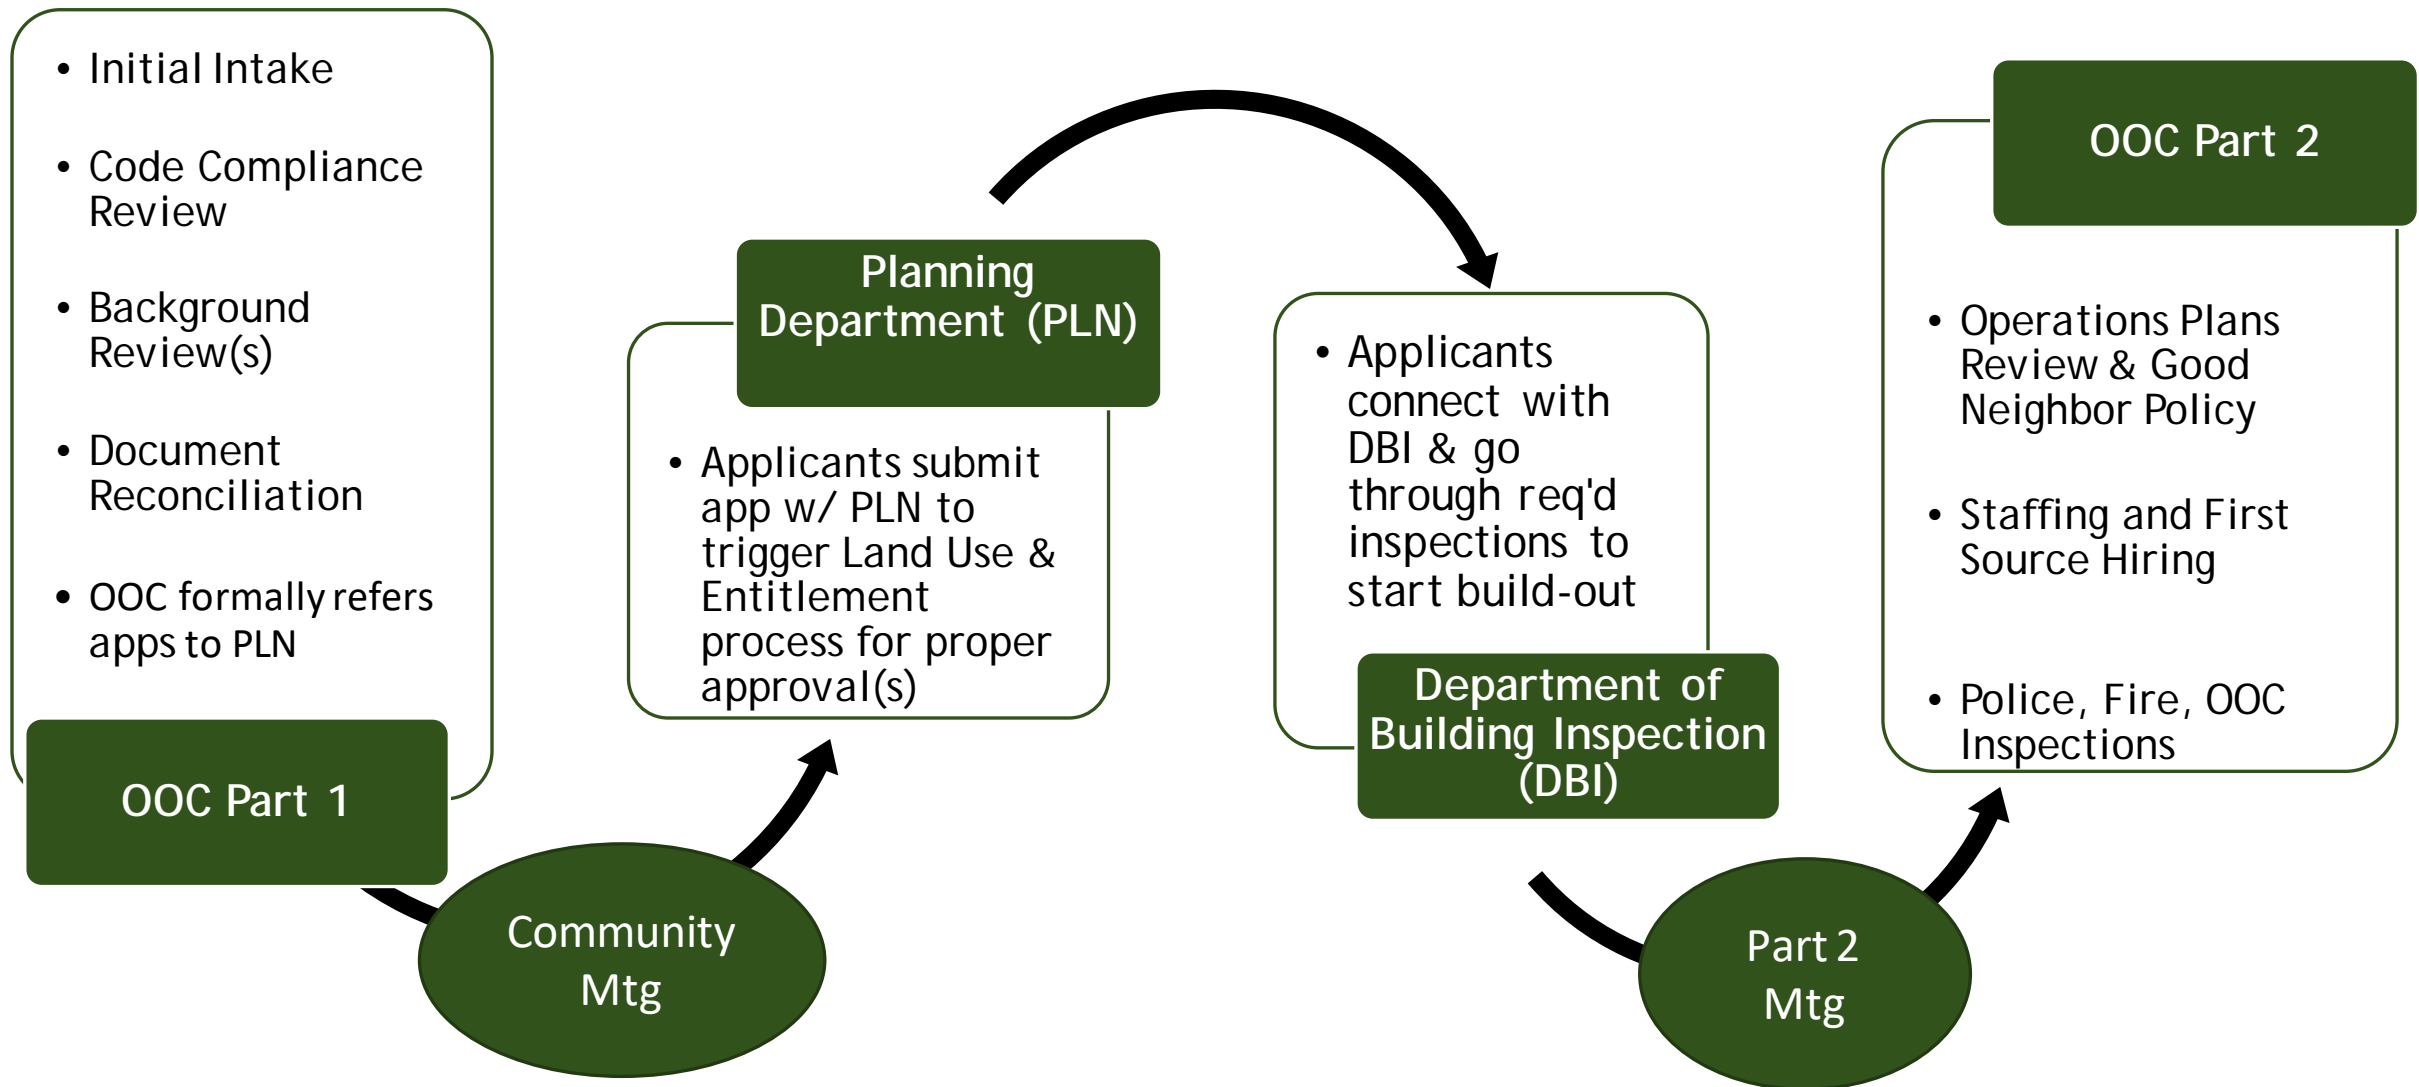 • Initial Intake
• Code Compliance
Review
• Background
Review(s)
• Document
Reconciliation
• OOC formally refers
apps to PLN
OOC Part 1
Community
Mtg
Planning
Department (PLN)
• Applicants submit
app w/ PLN to
trigger Land Use &
Entitlement
process for proper
approval(s)
• Applicants
connect with
DBI & go
through req'd
inspections to
start build-out
Department of
Building Inspection
(DBI)
Part 2
Mtg
OOC Part 2
• Operations Plans
Review & Good
Neighbor Policy
• Staffing and First
Source Hiring
• Police, Fire, OOC
Inspections